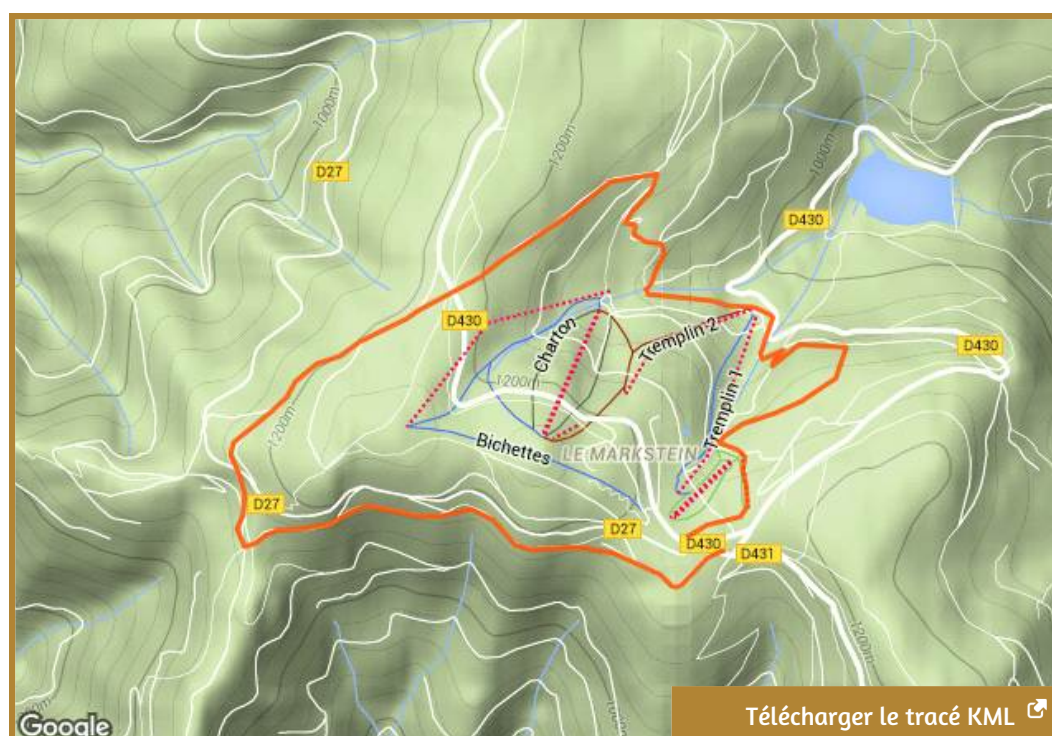 1000m
D27
1200m
1000m
D430
D430
Charton
Tremplin 2
D430
1200m
Tremplin 1
Bichettes
LE MARKSTEIN
1200m
D27
D27
D430
D431
1200m
Google
Télécharger le tracé KML